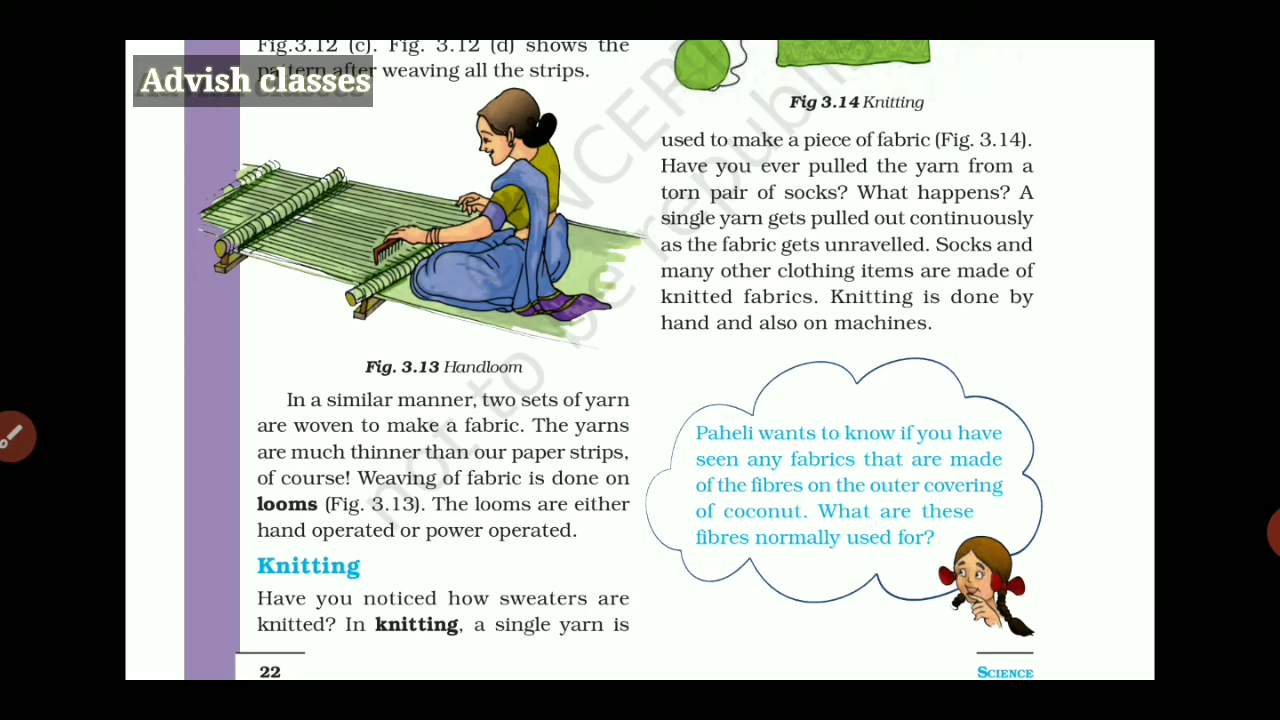 Fig.3.12 (c). Fig. 3.12 (d) shows the
pattern after weaving all the strips.
Advish classes
Fig. 3.13 Handloom
In a similar manner, two sets of yarn
are woven to make a fabric. The yarns
are much thinner than our paper strips,
of course! Weaving of fabric is done on
looms (Fig. 3.13). The looms are either
hand operated or power operated.
Knitting
Have you noticed how sweaters are
knitted? In knitting, a single yarn is
22
Fig 3.14 Knitting
used to make a piece of fabric (Fig. 3.14).
Have you ever pulled the yarn from a
torn pair of socks? What happens? A
single yarn gets pulled out continuously
as the fabric gets unravelled. Socks and
many other clothing items are made of
knitted fabrics. Knitting is done by
hand and also on machines.
Paheli wants to know if you have
seen any fabrics that are made
of the fibres on the outer covering
of coconut. What are these
fibres normally used for?
SCIENCE
NCERT
not to be republi